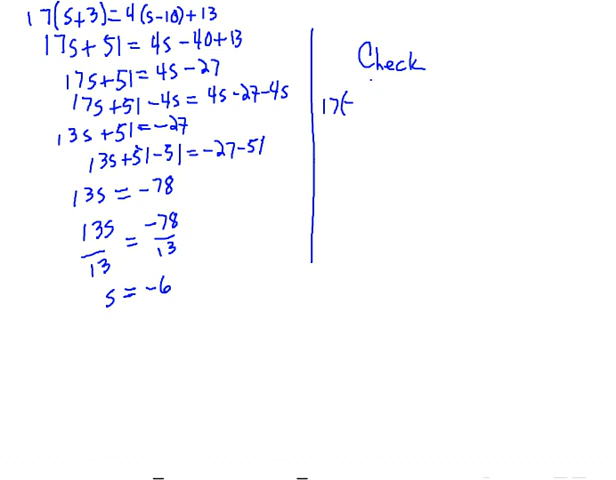 17(s+3)=4(s-10)+13
17s+51=4s-40+13
17s+51=4s-27
17s+51-4s=4s-27-4s
13s+51=-27
13s+51-51=-27-51
13s=-78
13s/13=-78/13
s=-6
Check
17(-